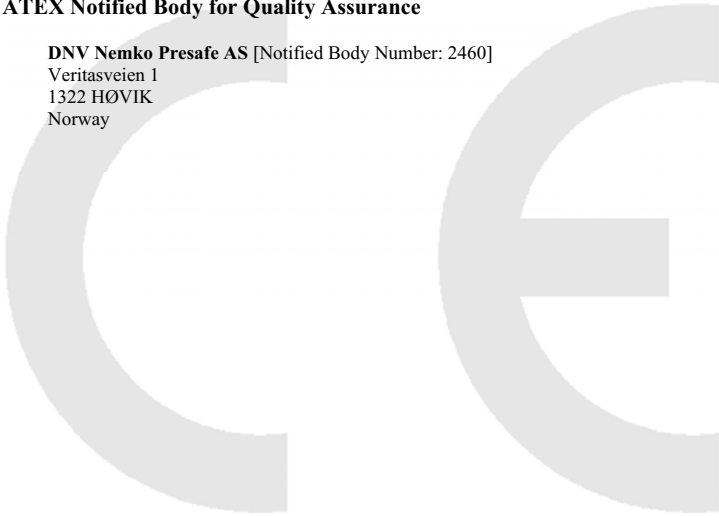 ATEX Notified Body for Quality Assurance
DNV Nemko Presafe AS [Notified Body Number: 2460]
Veritasveien 1
1322 HØVIK
Norway